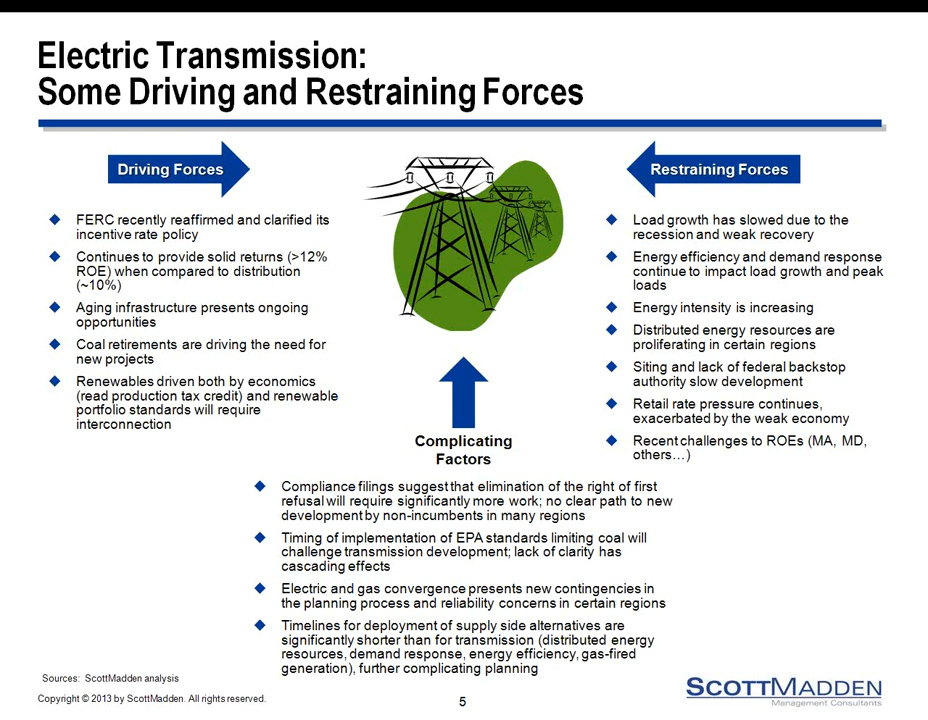 Electric Transmission:
Some Driving and Restraining Forces
Driving Forces
FERC recently reaffirmed and clarified its
incentive rate policy
Continues to provide solid returns (>12%
ROE) when compared to distribution
(~10%)
Aging infrastructure presents ongoing
opportunities
Coal retirements are driving the need for
new projects
Renewables driven both by economics
(read production tax credit) and renewable
portfolio standards will require
interconnection
Restraining Forces
Load growth has slowed due to the
recession and weak recovery
Energy efficiency and demand response
continue to impact load growth and peak
loads
Energy intensity is increasing
Distributed energy resources are
proliferating in certain regions
Siting and lack of federal backstop
authority slow development
Retail rate pressure continues,
exacerbated by the weak economy
Recent challenges to ROEs (MA, MD,
others…)
Complicating
Factors
Compliance filings suggest that elimination of the right of first
refusal will require significantly more work; no clear path to new
development by non-incumbents in many regions
Timing of implementation of EPA standards limiting coal will
challenge transmission development; lack of clarity has
cascading effects
Electric and gas convergence presents new contingencies in
the planning process and reliability concerns in certain regions
Timelines for deployment of supply side alternatives are
significantly shorter than for transmission (distributed energy
resources, demand response, energy efficiency, gas-fired
generation), further complicating planning
Sources: ScottMadden analysis
Copyright © 2013 by ScottMadden. All rights reserved.
5
SCOTTMADDEN
Management Consultants